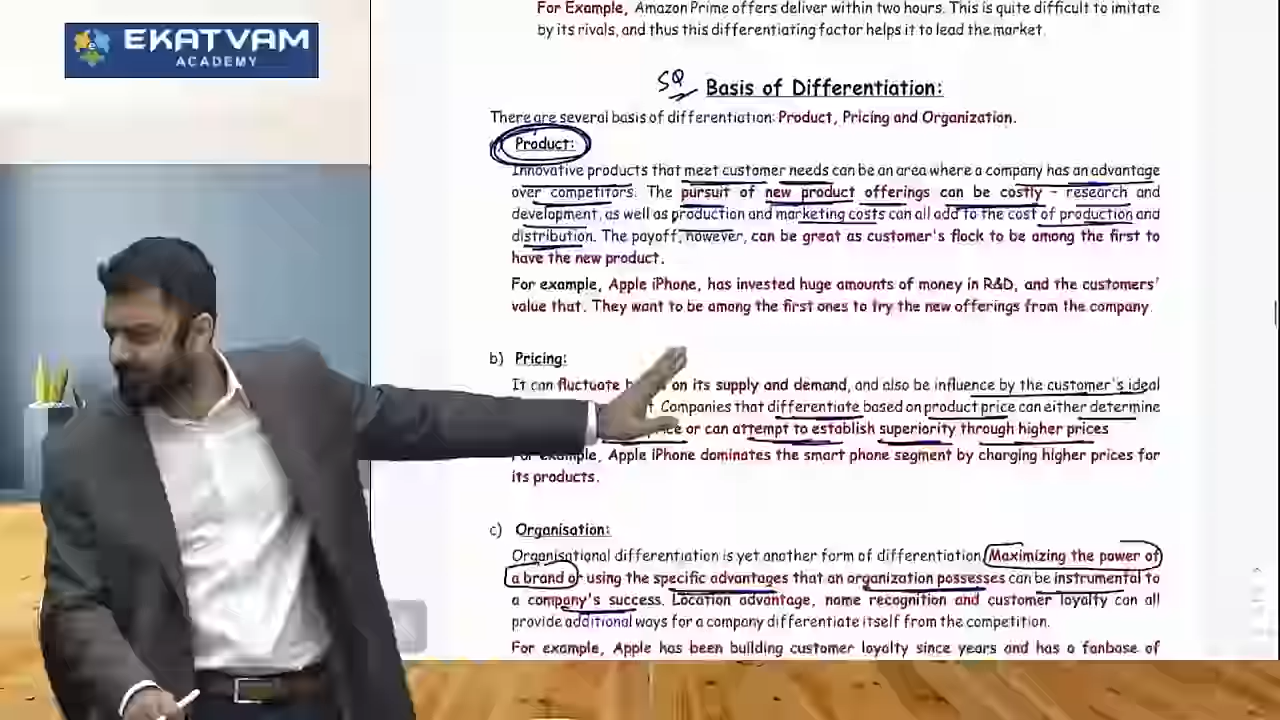 EKATVAM
ACADEMY
For Example, Amazon Prime offers deliver within two hours. This is quite difficult to imitate
by its rivals, and thus this differentiating factor helps it to lead the market.
SQ Basis of Differentiation:
There are several basis of differentiation: Product, Pricing and Organization.
Product:
Innovative products that meet customer needs can be an area where a company has an advantage
over competitors. The pursuit of new product offerings can be costly - research and
development, as well as production and marketing costs can all add to the cost of production and
distribution. The payoff, however, can be great as customer's flock to be among the first to
have the new product.
For example, Apple iPhone, has invested huge amounts of money in R&D, and the customers'
value that. They want to be among the first ones to try the new offerings from the company.
b) Pricing:
It can fluctuate on its supply and demand, and also be influence by the customer's ideal
Companies that differentiate based on product price can either determine
or can attempt to establish superiority through higher prices
For example, Apple iPhone dominates the smart phone segment by charging higher prices for
its products.
c) Organisation:
Organisational differentiation is yet another form of differentiation. Maximizing the power of
a brand or using the specific advantages that an organization possesses can be instrumental to
a company's success. Location advantage, name recognition and customer loyalty can all
provide additional ways for a company differentiate itself from the competition.
For example, Apple has been building customer loyalty since years and has a fanbase of